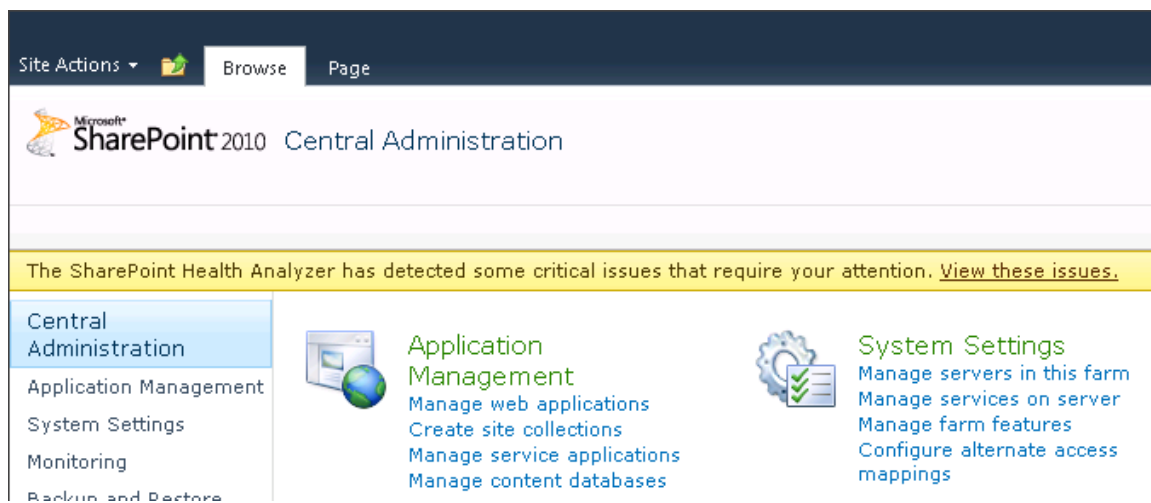 Site Actions
Browse
Page
Microsoft®
SharePoint® 2010 Central Administration
The SharePoint Health Analyzer has detected some critical issues that require your attention. View these issues.
Central
Administration
Application Management
System Settings
Monitoring
Backup and Restore
Application
Management
Manage web applications
Create site collections
Manage service applications
Manage content databases
System Settings
Manage servers in this farm
Manage services on server
Manage farm features
Configure alternate access
mappings